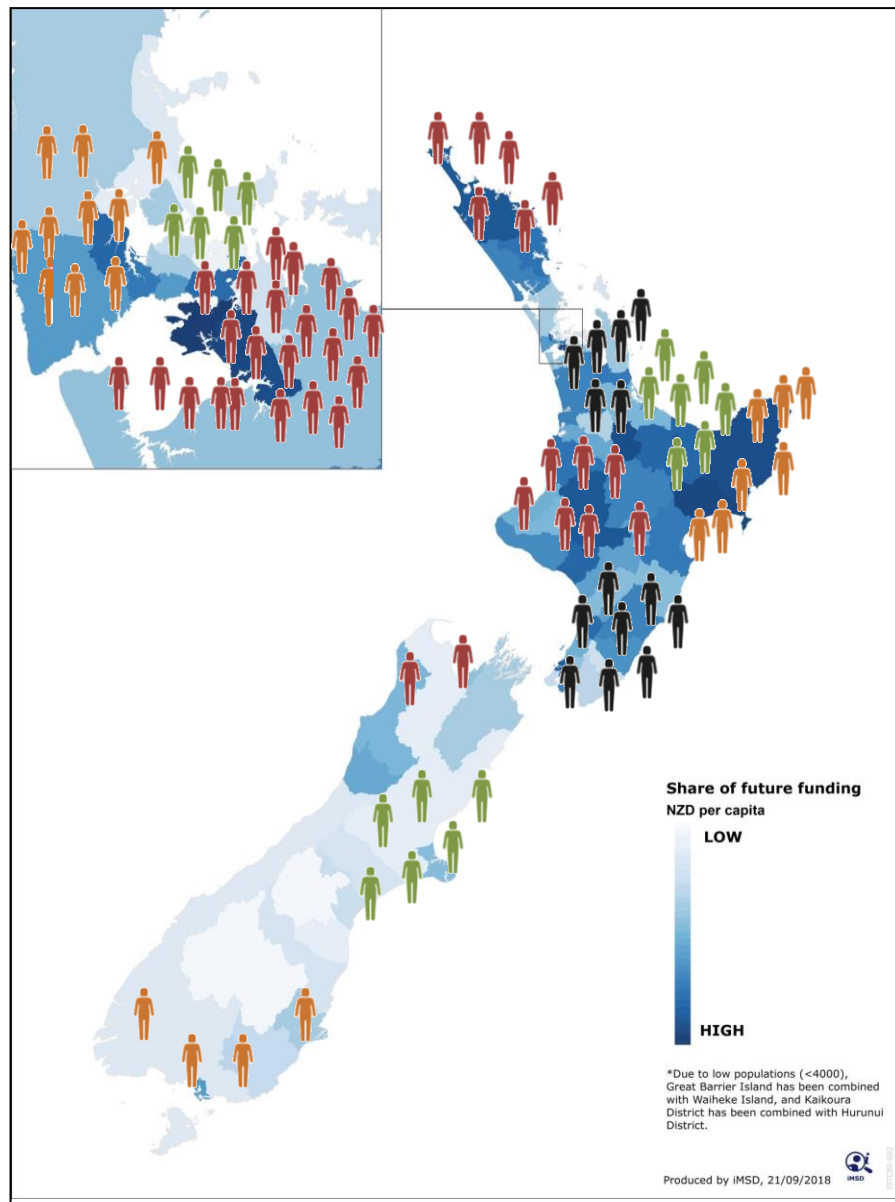 Share of future funding
NZD per capita
LOW
HIGH
*Due to low populations (<4000),
Great Barrier Island has been combined
with Waiheke Island, and Kaikoura
District has been combined with Hurunui
District.
iMSD
Produced by iMSD, 21/09/2018